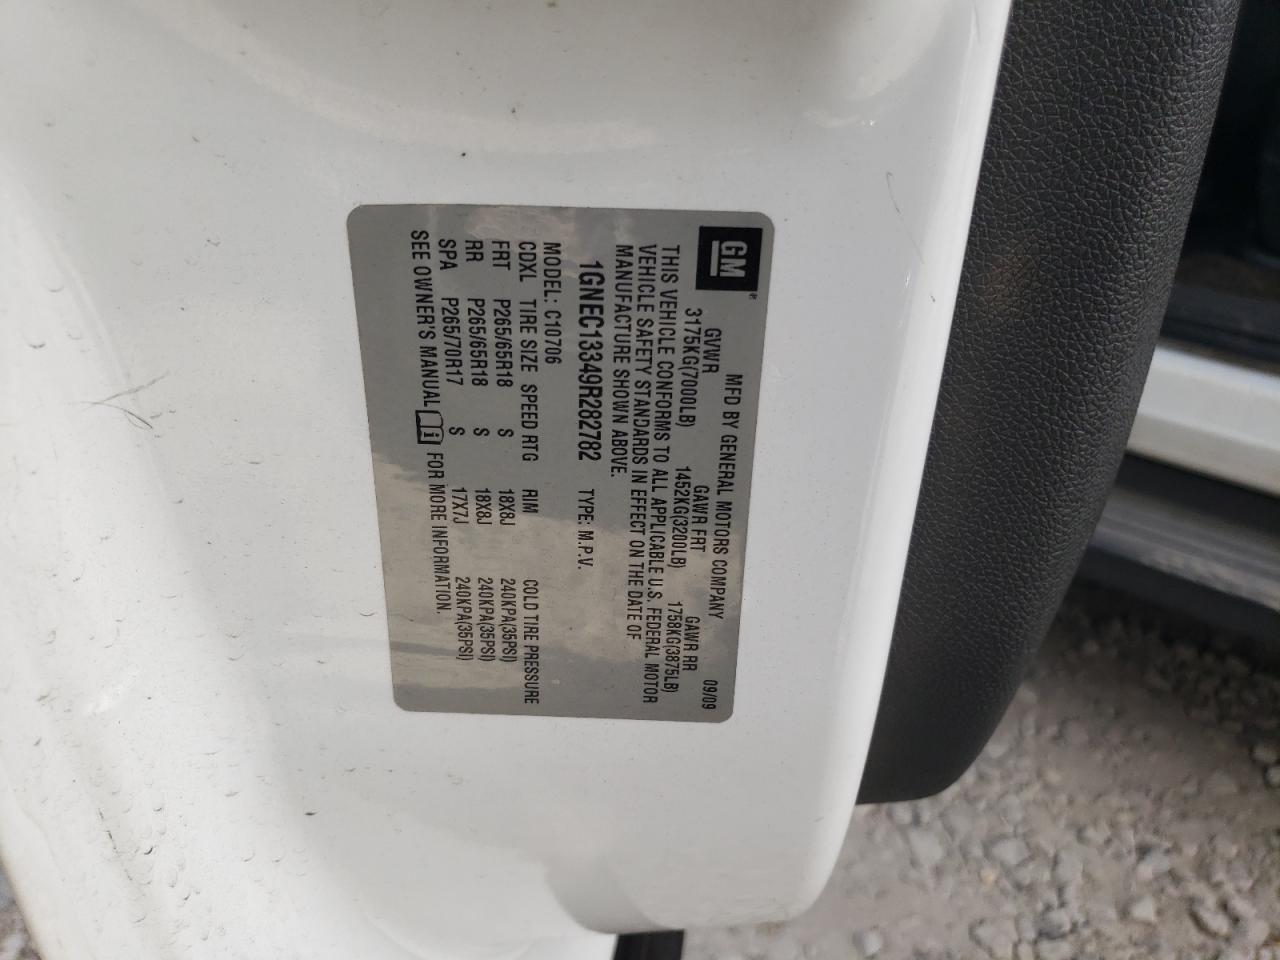 GM®
MFD BY GENERAL MOTORS COMPANY 09/09
GVWR GAWR FRT GAWR RR
3175KG(7000LB) 1452KG(3200LB) 1758KG(3875LB)
THIS VEHICLE CONFORMS TO ALL APPLICABLE U.S. FEDERAL MOTOR
VEHICLE SAFETY STANDARDS IN EFFECT ON THE DATE OF
MANUFACTURE SHOWN ABOVE.
1GNEC13349R282782 TYPE: M.P.V.
MODEL: C10706
CDXL TIRE SIZE SPEED RTG RIM COLD TIRE PRESSURE
FRT P265/65R18 S 18X8J 240KPA(35PSI)
RR P265/65R18 S 18X8J 240KPA(35PSI)
SPA P265/70R17 S 17X7J 240KPA(35PSI)
SEE OWNER'S MANUAL i FOR MORE INFORMATION.